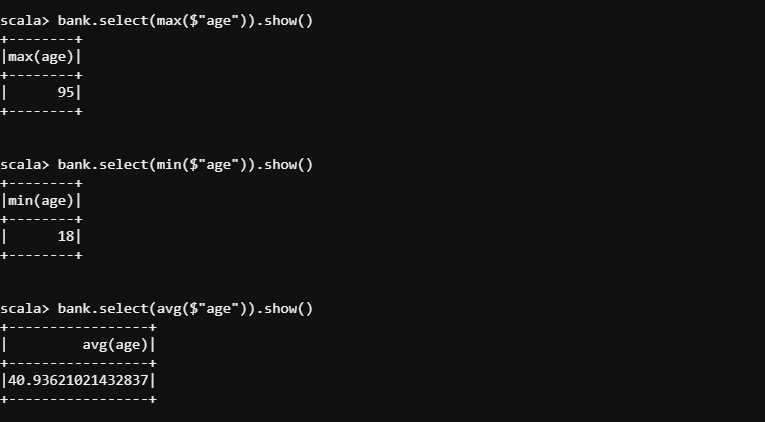 scala> bank.select(max($"age")).show()
+--------+
|max(age)|
+--------+
|      95|
+--------+
scala> bank.select(min($"age")).show()
+--------+
|min(age)|
+--------+
|      18|
+--------+
scala> bank.select(avg($"age")).show()
+-----------------+
|         avg(age)|
+-----------------+
|40.93621021432837|
+-----------------+